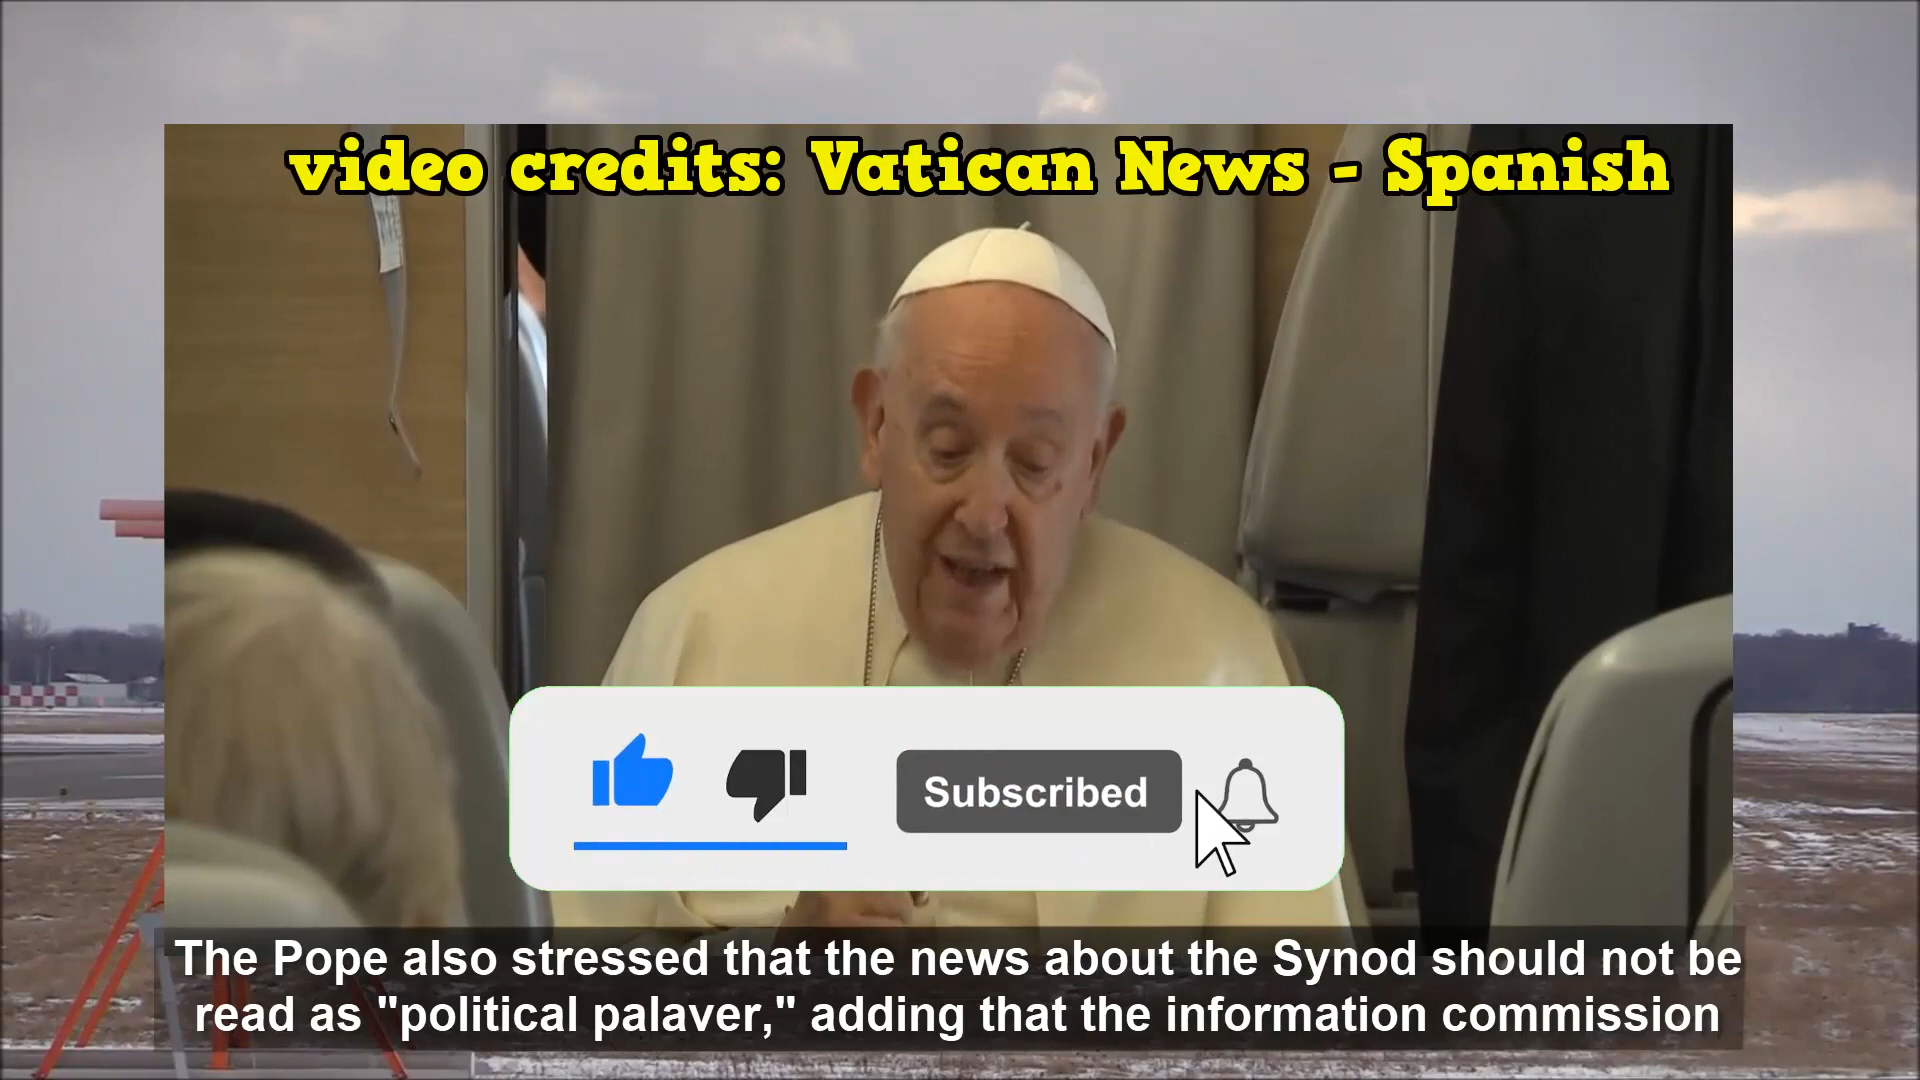 video credits: Vatican News - Spanish
Subscribed
The Pope also stressed that the news about the Synod should not be
read as "political palaver," adding that the information commission